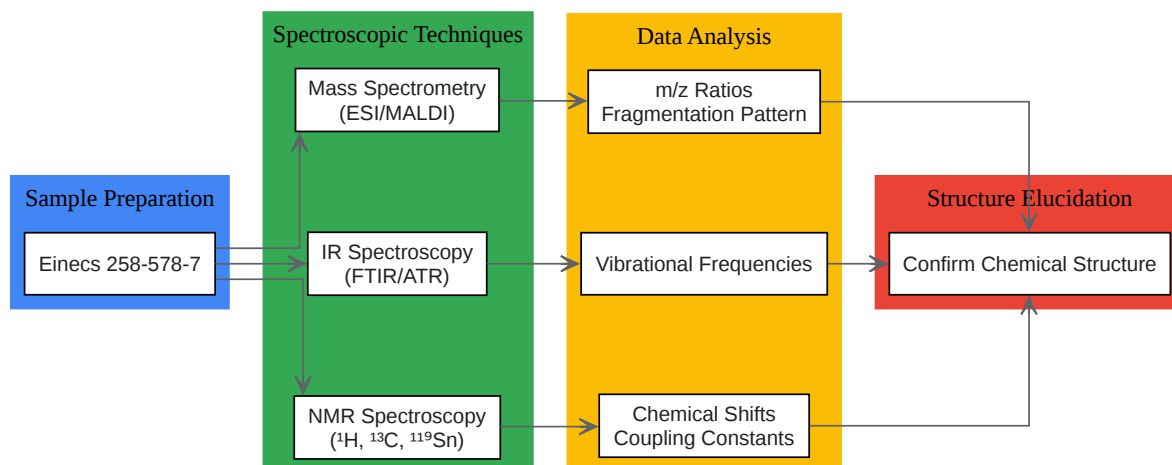 Sample Preparation
Einecs 258-578-7
Spectroscopic Techniques
Mass Spectrometry
(ESI/MALDI)
IR Spectroscopy
(FTIR/ATR)
NMR Spectroscopy
(¹H, ¹³C, ¹¹⁹Sn)
Data Analysis
m/z Ratios
Fragmentation Pattern
Vibrational Frequencies
Chemical Shifts
Coupling Constants
Structure Elucidation
Confirm Chemical Structure